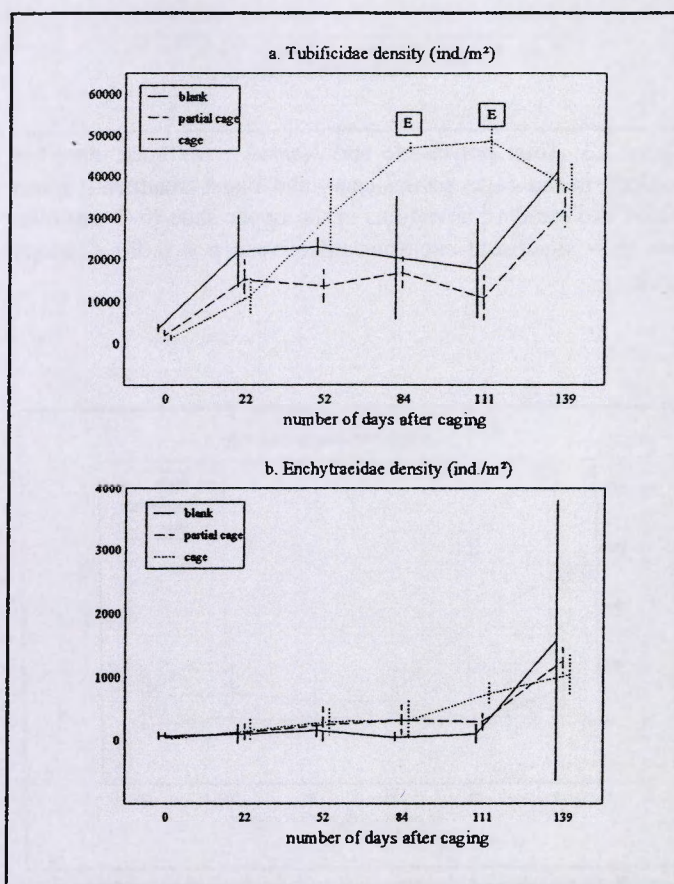 a. Tubificidae density (ind./m²)
60000
50000
40000
30000
20000
10000
0
blank
partial cage
cage
E
E
0 22 52 84 111 139
number of days after caging
b. Enchytraeidae density (ind./m²)
4000
3000
2000
1000
0
blank
partial cage
cage
0 22 52 84 111 139
number of days after caging